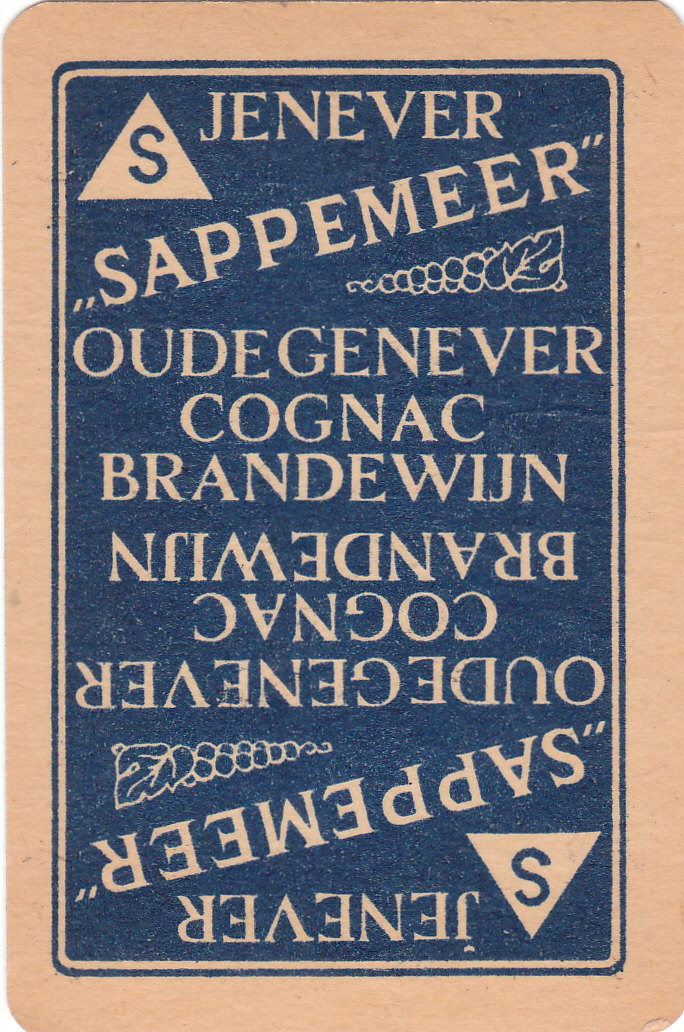 S
JENEVER
„SAPPEMEER”
OUDE GENEVER
COGNAC
BRANDEWIJN
BRANDEWIJN
COGNAC
OUDE GENEVER
„SAPPEMEER”
S
JENEVER